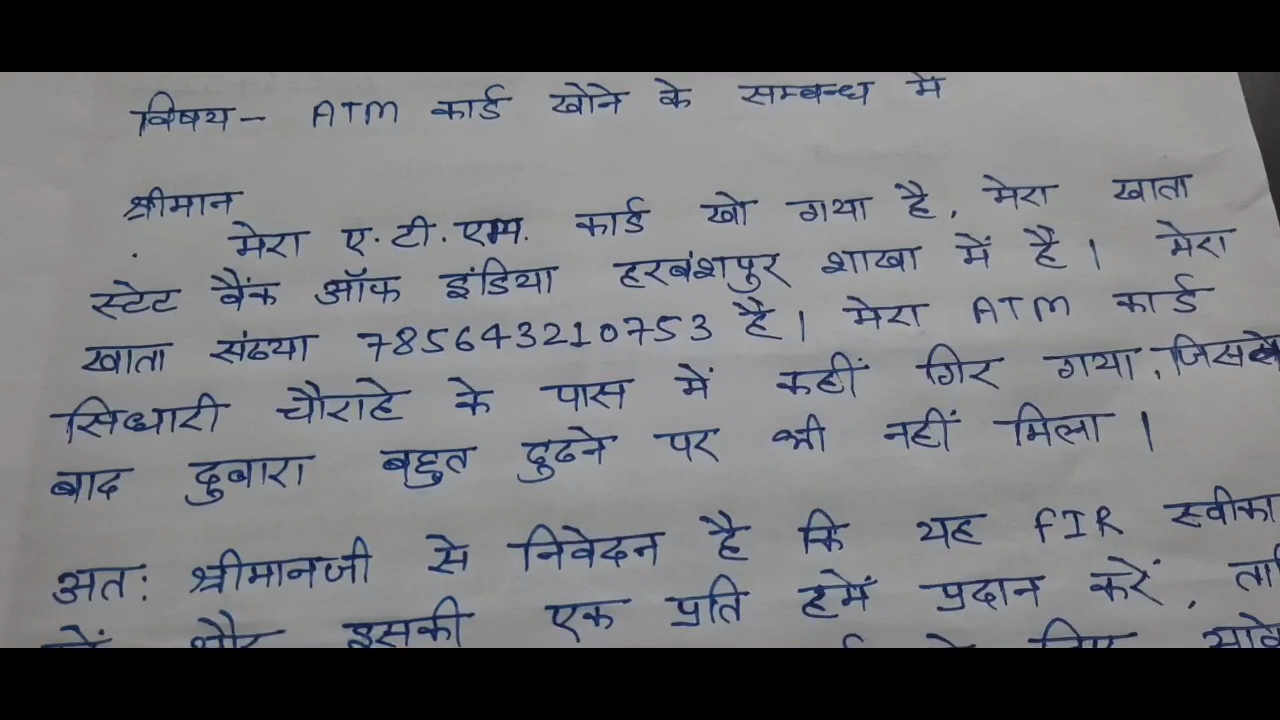 विषय - ATM कार्ड खोने के सम्बन्ध में
श्रीमान
मेरा ए.टी.एम. कार्ड खो गया है, मेरा खाता
स्टेट बैंक ऑफ इंडिया हरबंशपुर शाखा में है। मेरा
खाता संख्या 785643210753 है। मेरा ATM कार्ड
सिधारी चौराहे के पास में कहीं गिर गया, जिसके
बाद दुबारा बहुत ढुढने पर भी नहीं मिला।
अत: श्रीमानजी से निवेदन है कि यह FIR स्वीका
और इसकी एक प्रति हमें प्रदान करें, ता